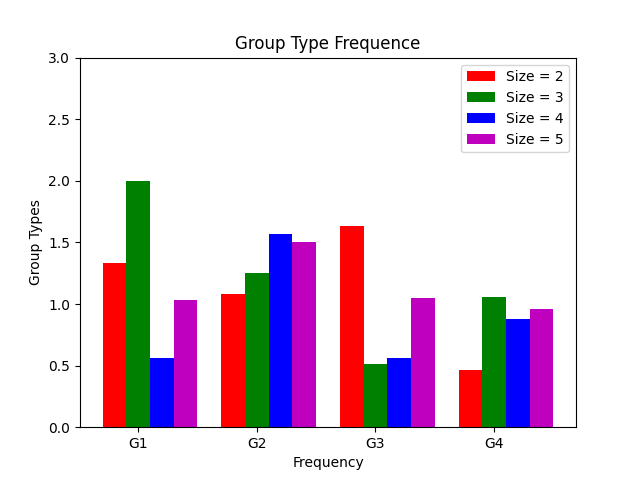 Group Type Frequence
3.0
2.5
2.0
1.5
1.0
0.5
0.0
Group Types
Size = 2
Size = 3
Size = 4
Size = 5
G1 G2 G3 G4
Frequency